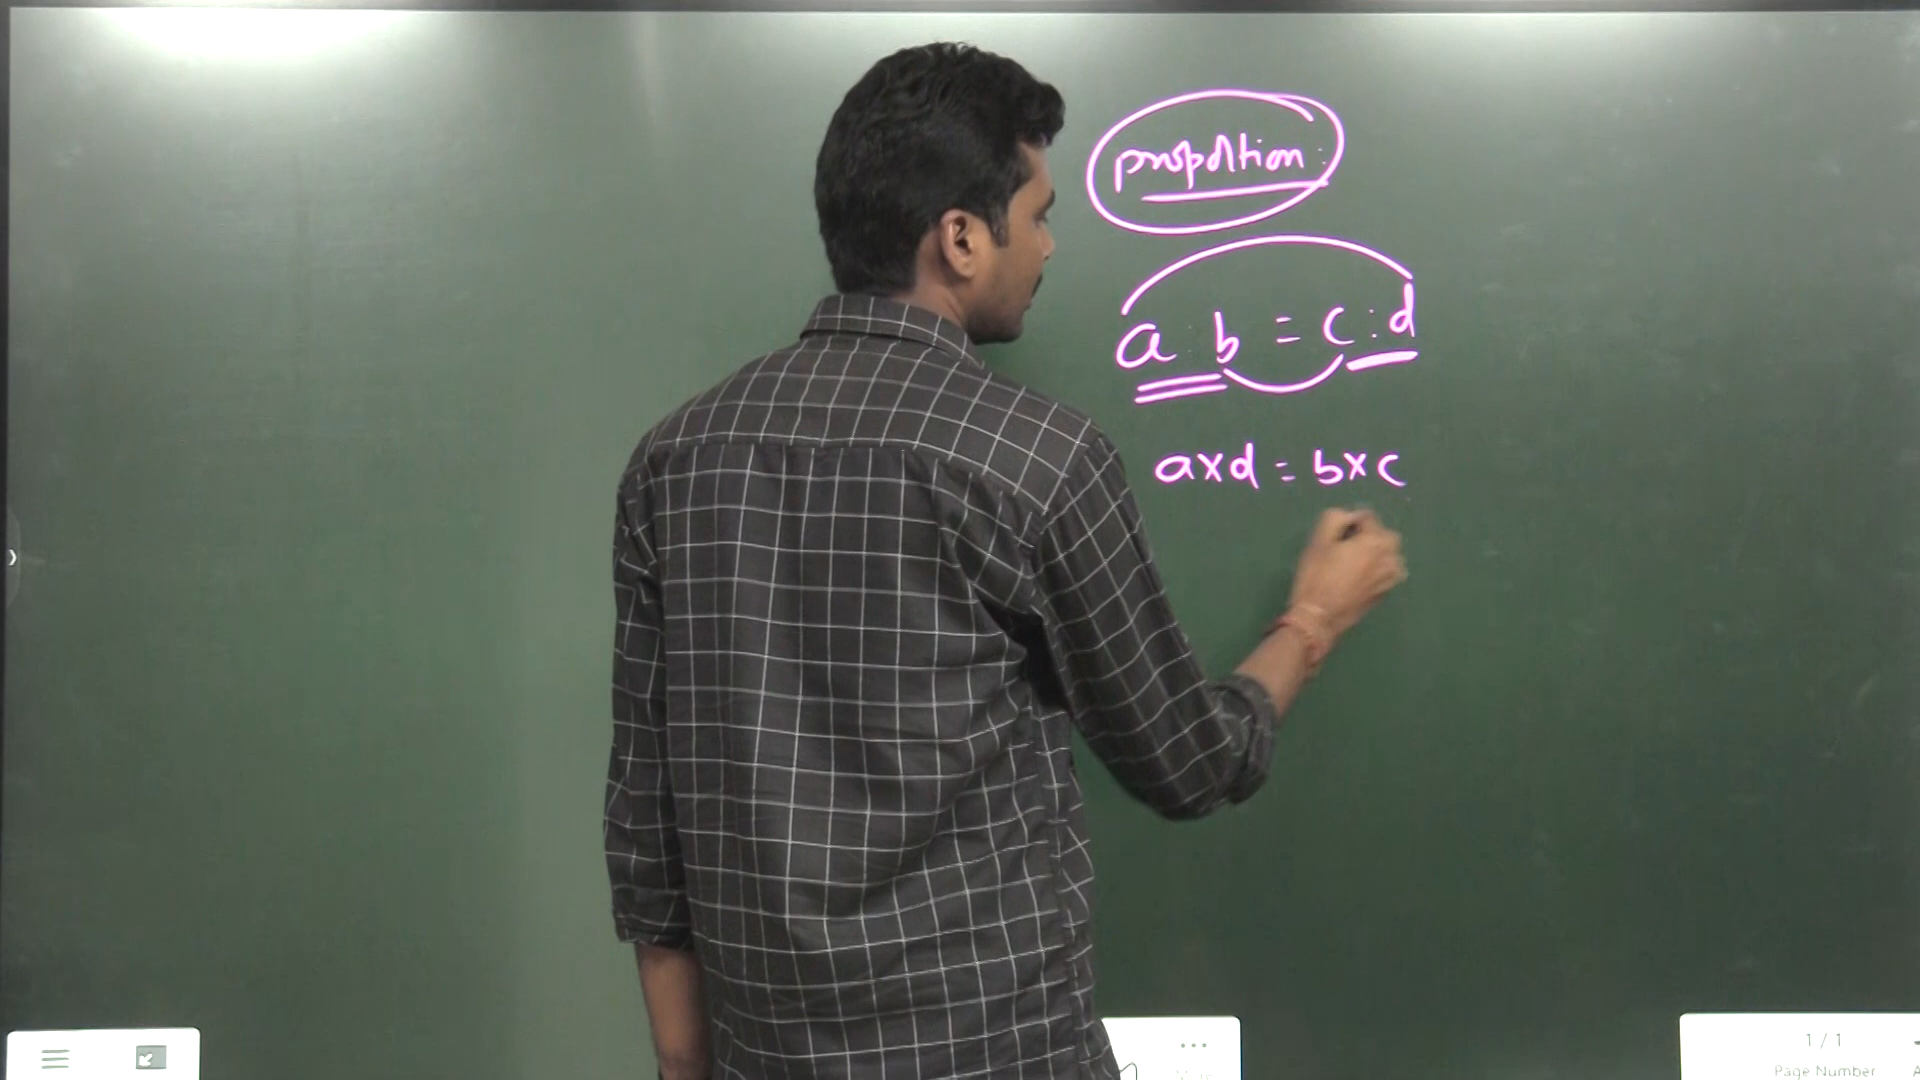 proportion :
a : b = c : d
a x d = b x c
1 / 1
Page Number